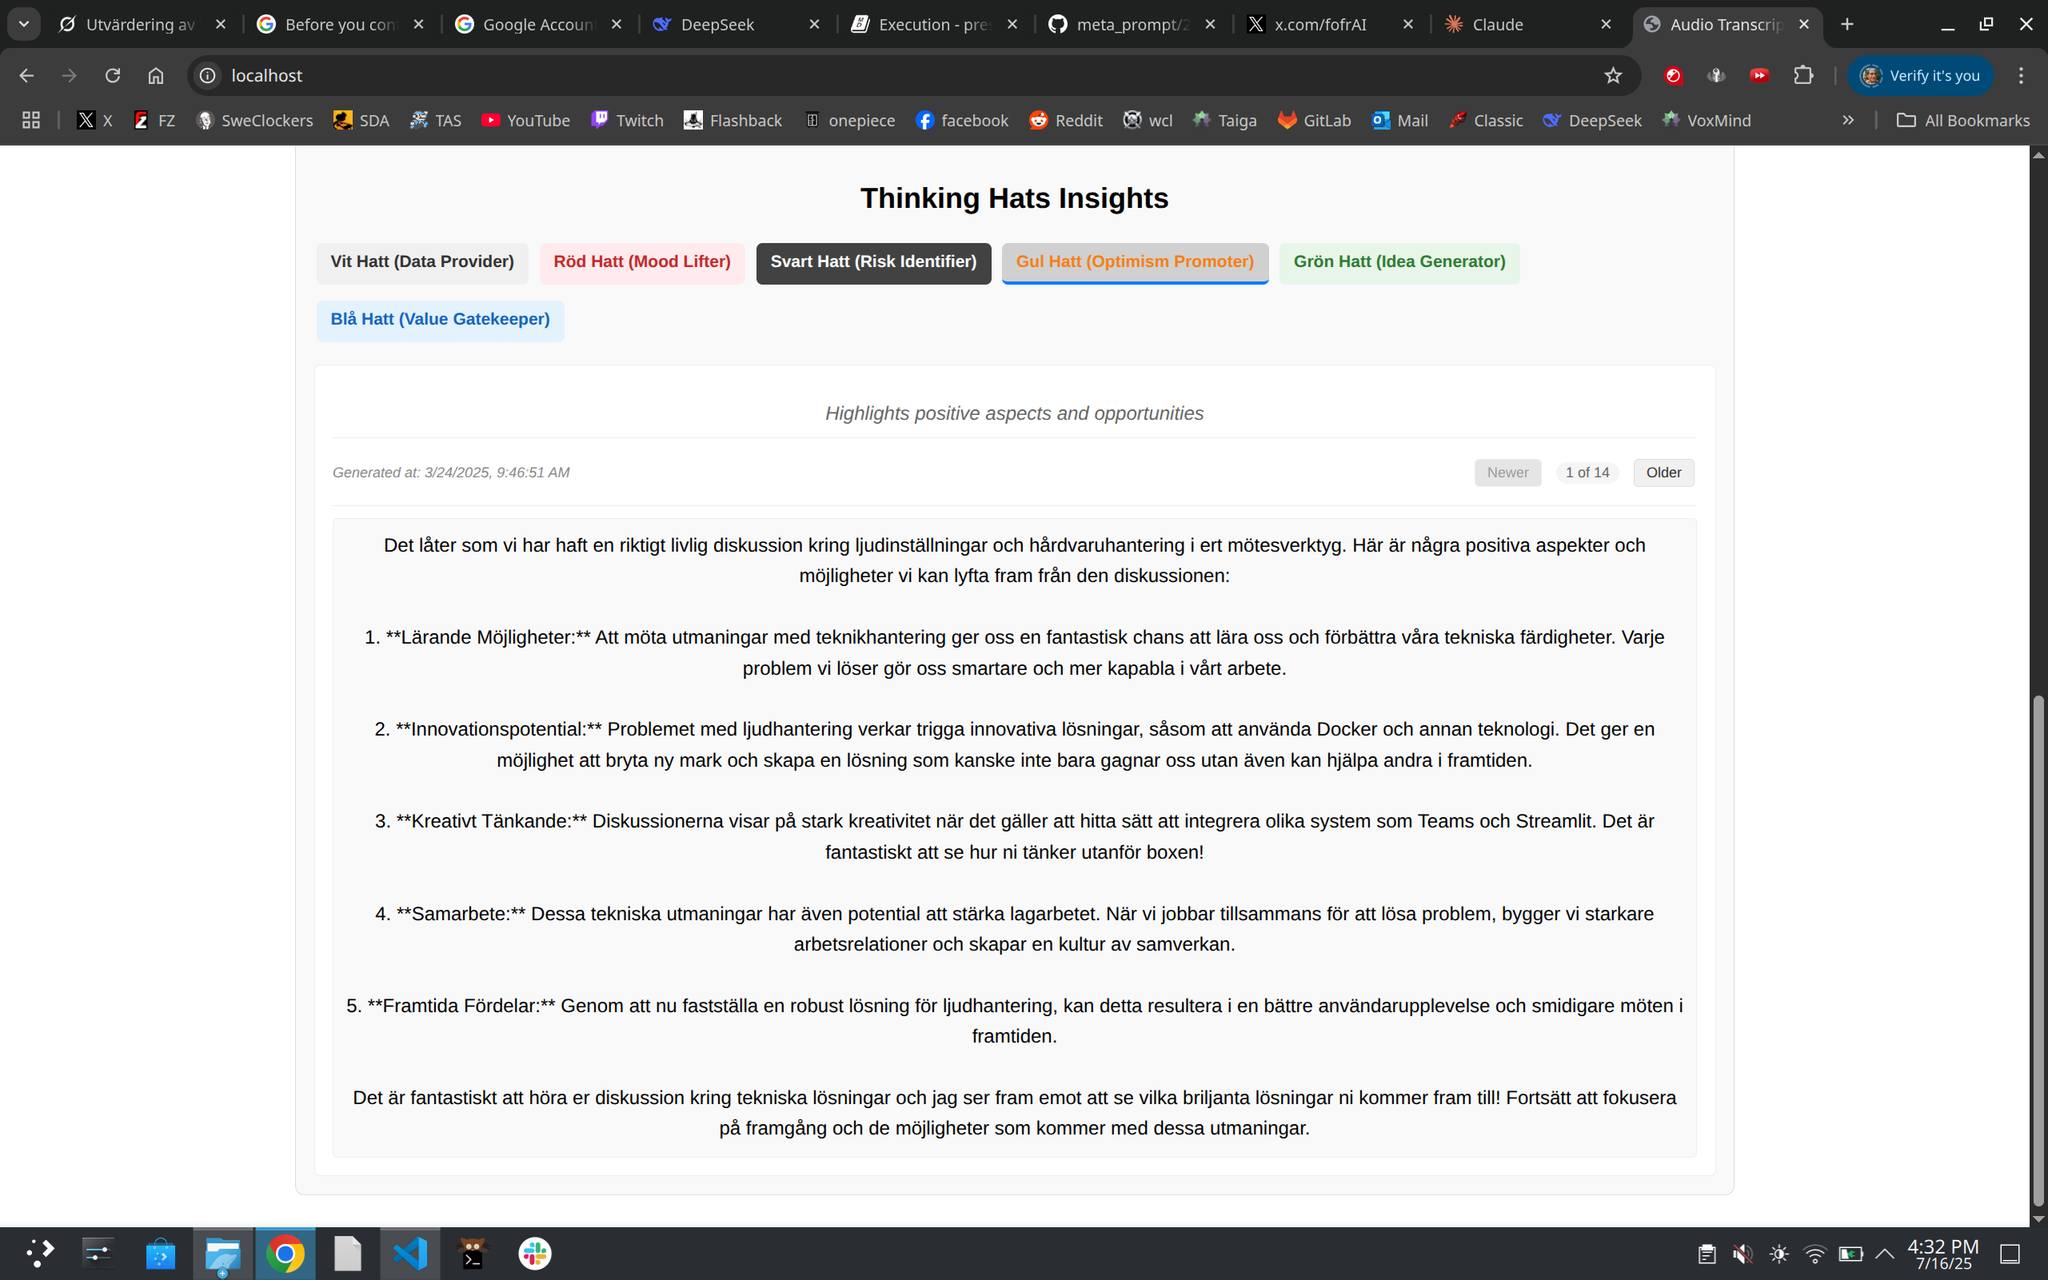 Utvärdering av
Before you con
Google Accoun
DeepSeek
Execution - pre
meta_prompt/2
x.com/fofrAI
Claude
Audio Transcrip
localhost
Verify it's you
X
FZ
SweClockers
SDA
TAS
YouTube
Twitch
Flashback
onepiece
facebook
Reddit
wcl
Taiga
GitLab
Mail
Classic
DeepSeek
VoxMind
All Bookmarks
Thinking Hats Insights
Vit Hatt (Data Provider)
Röd Hatt (Mood Lifter)
Svart Hatt (Risk Identifier)
Gul Hatt (Optimism Promoter)
Grön Hatt (Idea Generator)
Blå Hatt (Value Gatekeeper)
Highlights positive aspects and opportunities
Generated at: 3/24/2025, 9:46:51 AM
Newer
1 of 14
Older
Det låter som vi har haft en riktigt livlig diskussion kring ljudinställningar och hårdvaruhantering i ert mötesverktyg. Här är några positiva aspekter och
möjligheter vi kan lyfta fram från den diskussionen:
1. **Lärande Möjligheter:** Att möta utmaningar med teknikhantering ger oss en fantastisk chans att lära oss och förbättra våra tekniska färdigheter. Varje
problem vi löser gör oss smartare och mer kapabla i vårt arbete.
2. **Innovationspotential:** Problemet med ljudhantering verkar trigga innovativa lösningar, såsom att använda Docker och annan teknologi. Det ger en
möjlighet att bryta ny mark och skapa en lösning som kanske inte bara gagnar oss utan även kan hjälpa andra i framtiden.
3. **Kreativt Tänkande:** Diskussionerna visar på stark kreativitet när det gäller att hitta sätt att integrera olika system som Teams och Streamlit. Det är
fantastiskt att se hur ni tänker utanför boxen!
4. **Samarbete:** Dessa tekniska utmaningar har även potential att stärka lagarbetet. När vi jobbar tillsammans för att lösa problem, bygger vi starkare
arbetsrelationer och skapar en kultur av samverkan.
5. **Framtida Fördelar:** Genom att nu fastställa en robust lösning för ljudhantering, kan detta resultera i en bättre användarupplevelse och smidigare möten i
framtiden.
Det är fantastiskt att höra er diskussion kring tekniska lösningar och jag ser fram emot att se vilka briljanta lösningar ni kommer fram till! Fortsätt att fokusera
på framgång och de möjligheter som kommer med dessa utmaningar.
4:32 PM
7/16/25